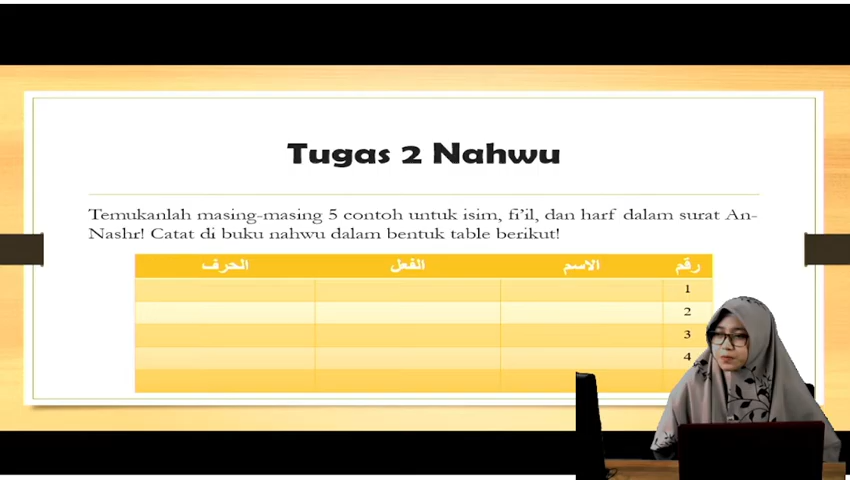 Tugas 2 Nahwu
Temukanlah masing-masing 5 contoh untuk isim, fi'il, dan harf dalam surat An-
Nashr! Catat di buku nahwu dalam bentuk table berikut!
رقم الاسم الفعل الحرف
1
2
3
4